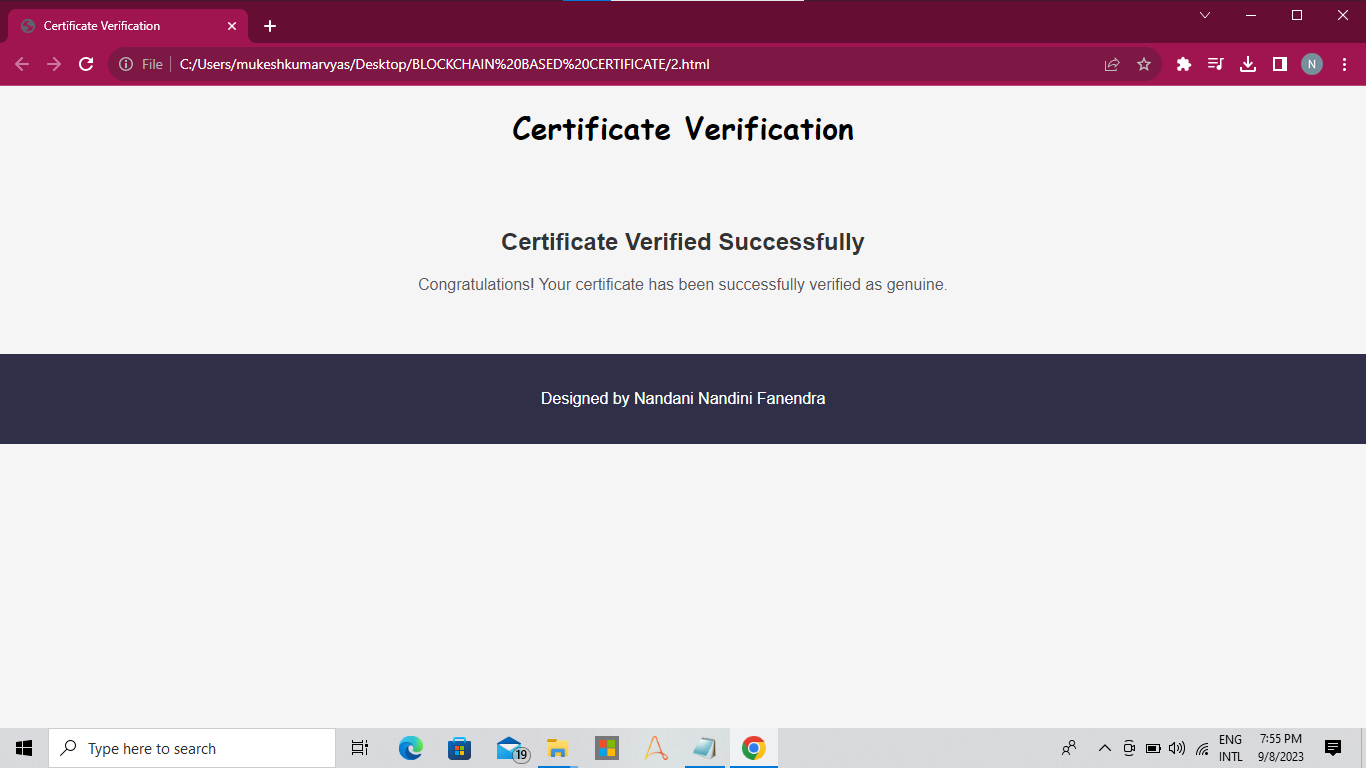 Certificate Verification
File
C:/Users/mukeshkumarvyas/Desktop/BLOCKCHAIN%20BASED%20CERTIFICATE/2.html
N
Certificate Verification
Certificate Verified Successfully
Congratulations! Your certificate has been successfully verified as genuine.
Designed by Nandani Nandini Fanendra
Type here to search
19
ENG
INTL
7:55 PM
9/8/2023